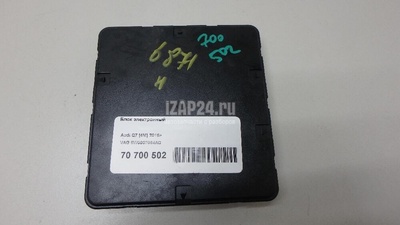 6871
н
700
502
IZAP24.ru
Блок электронный
Audi Q7 [4M] 2015>
70 700 502